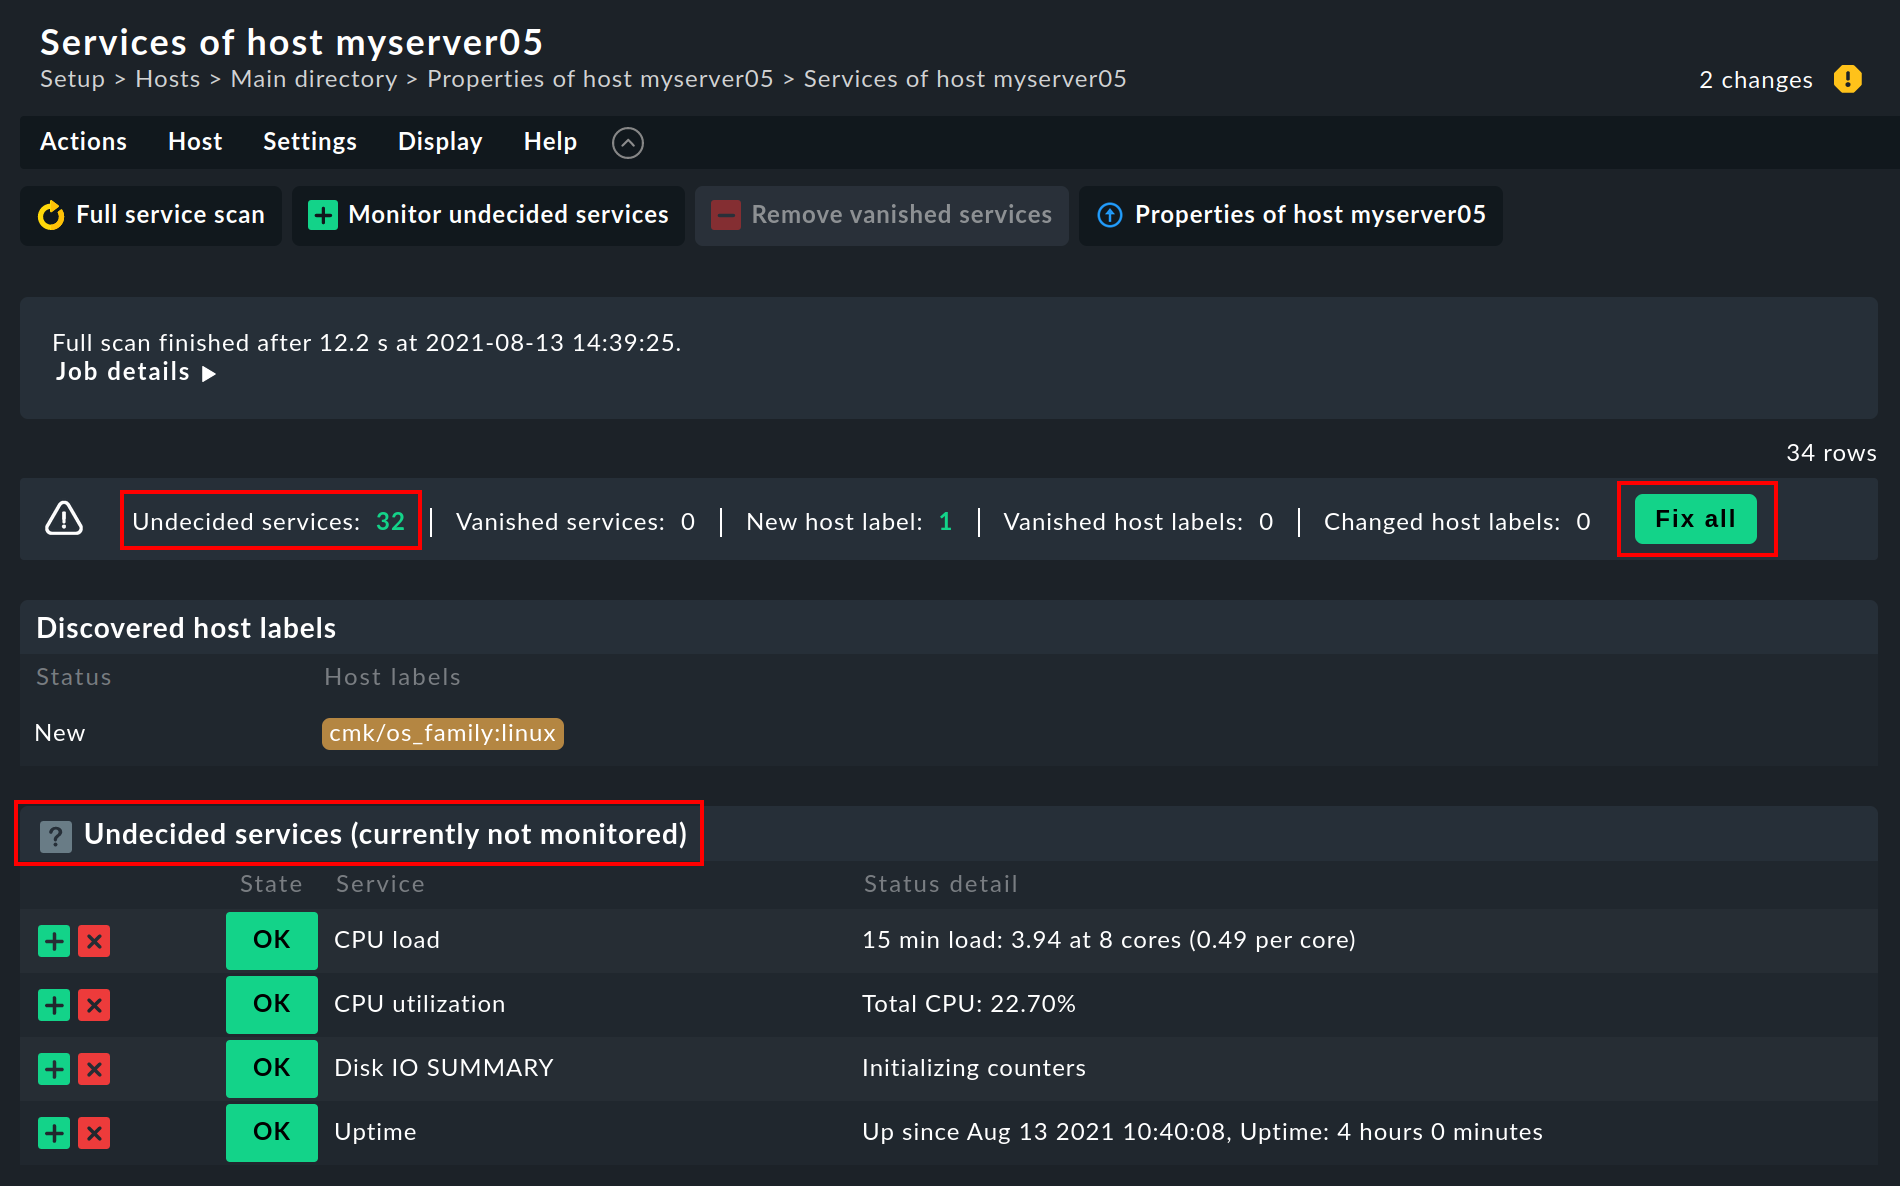 Services of host myserver05
Setup > Hosts > Main directory > Properties of host myserver05 > Services of host myserver05
2 changes
Actions Host Settings Display Help
Full service scan Monitor undecided services Remove vanished services Properties of host myserver05
Full scan finished after 12.2 s at 2021-08-13 14:39:25.
Job details
34 rows
Undecided services: 32 | Vanished services: 0 | New host label: 1 | Vanished host labels: 0 | Changed host labels: 0 Fix all
Discovered host labels
Status Host labels
New cmk/os_family:linux
? Undecided services (currently not monitored)
State Service Status detail
OK CPU load 15 min load: 3.94 at 8 cores (0.49 per core)
OK CPU utilization Total CPU: 22.70%
OK Disk IO SUMMARY Initializing counters
OK Uptime Up since Aug 13 2021 10:40:08, Uptime: 4 hours 0 minutes